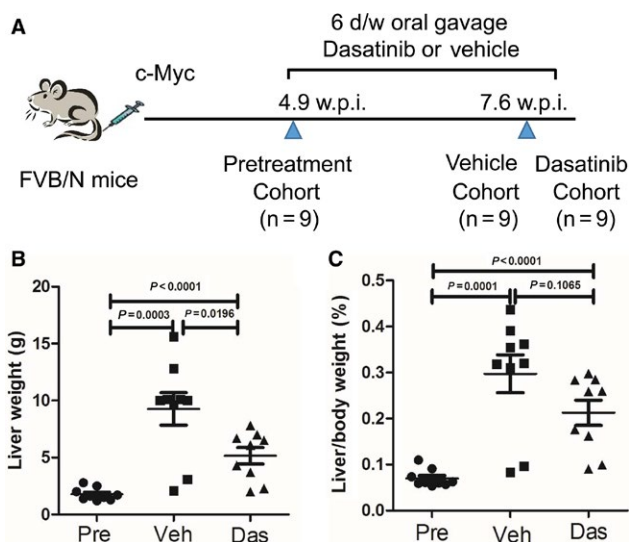 A
6 d/w oral gavage
Dasatinib or vehicle
c-Myc
4.9 w.p.i.
7.6 w.p.i.
FVB/N mice
Pretreatment
Cohort
(n = 9)
Vehicle
Cohort
(n = 9)
Dasatinib
Cohort
(n = 9)
B
Liver weight (g)
20
15
10
5
0
P < 0.0001
P = 0.0003
P = 0.0196
Pre
Veh
Das
C
Liver/body weight (%)
0.5
0.4
0.3
0.2
0.1
0.0
P < 0.0001
P = 0.0001
P = 0.1065
Pre
Veh
Das